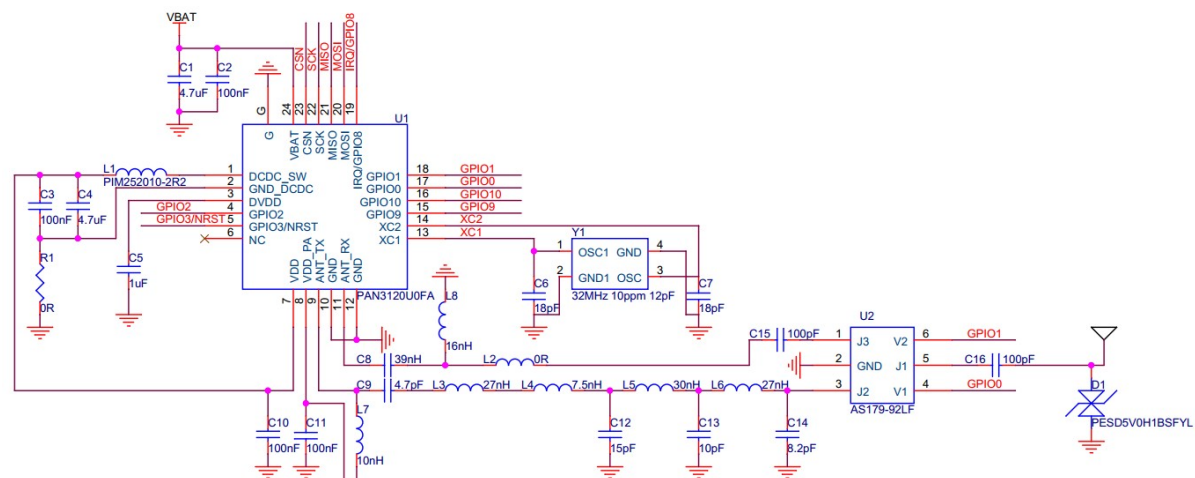 VBAT
C1
4.7uF
C2
100nF
CSN
SCK
MISO
MOSI
IRQ/GPIO8
G
24
23
22
21
20
19
U1
G
VBAT
CSN
SCK
MISO
MOSI
IRQ/GPIO8
L1
PIM252010-2R2
1
DCDC_SW
2
GND_DCDC
3
DVDD
GPIO2
4
GPIO2
GPIO3/NRST
5
GPIO3/NRST
6
NC
GPIO1
18
GPIO1
GPIO0
17
GPIO0
GPIO10
16
GPIO10
GPIO9
15
GPIO9
XC2
14
XC2
XC1
13
XC1
C3
100nF
C4
4.7uF
R1
0R
C5
1uF
VDD
VDD_PA
ANT_TX
GND
ANT_RX
GND
7
8
9
10
11
12
PAN3120U0FA
Y1
1
OSC1
GND
4
2
GND1
OSC
3
32MHz 10ppm 12pF
C6
18pF
C7
18pF
L8
16nH
C8
39nH
L2
0R
C15
100pF
U2
1
J3
V2
6
GPIO1
2
GND
J1
5
C16
100pF
3
J2
V1
4
GPIO0
AS179-92LF
D1
PESD5V0H1BSFYL
C9
4.7pF
L3
27nH
L4
7.5nH
L5
30nH
L6
27nH
L7
10nH
C10
100nF
C11
100nF
C12
15pF
C13
10pF
C14
8.2pF